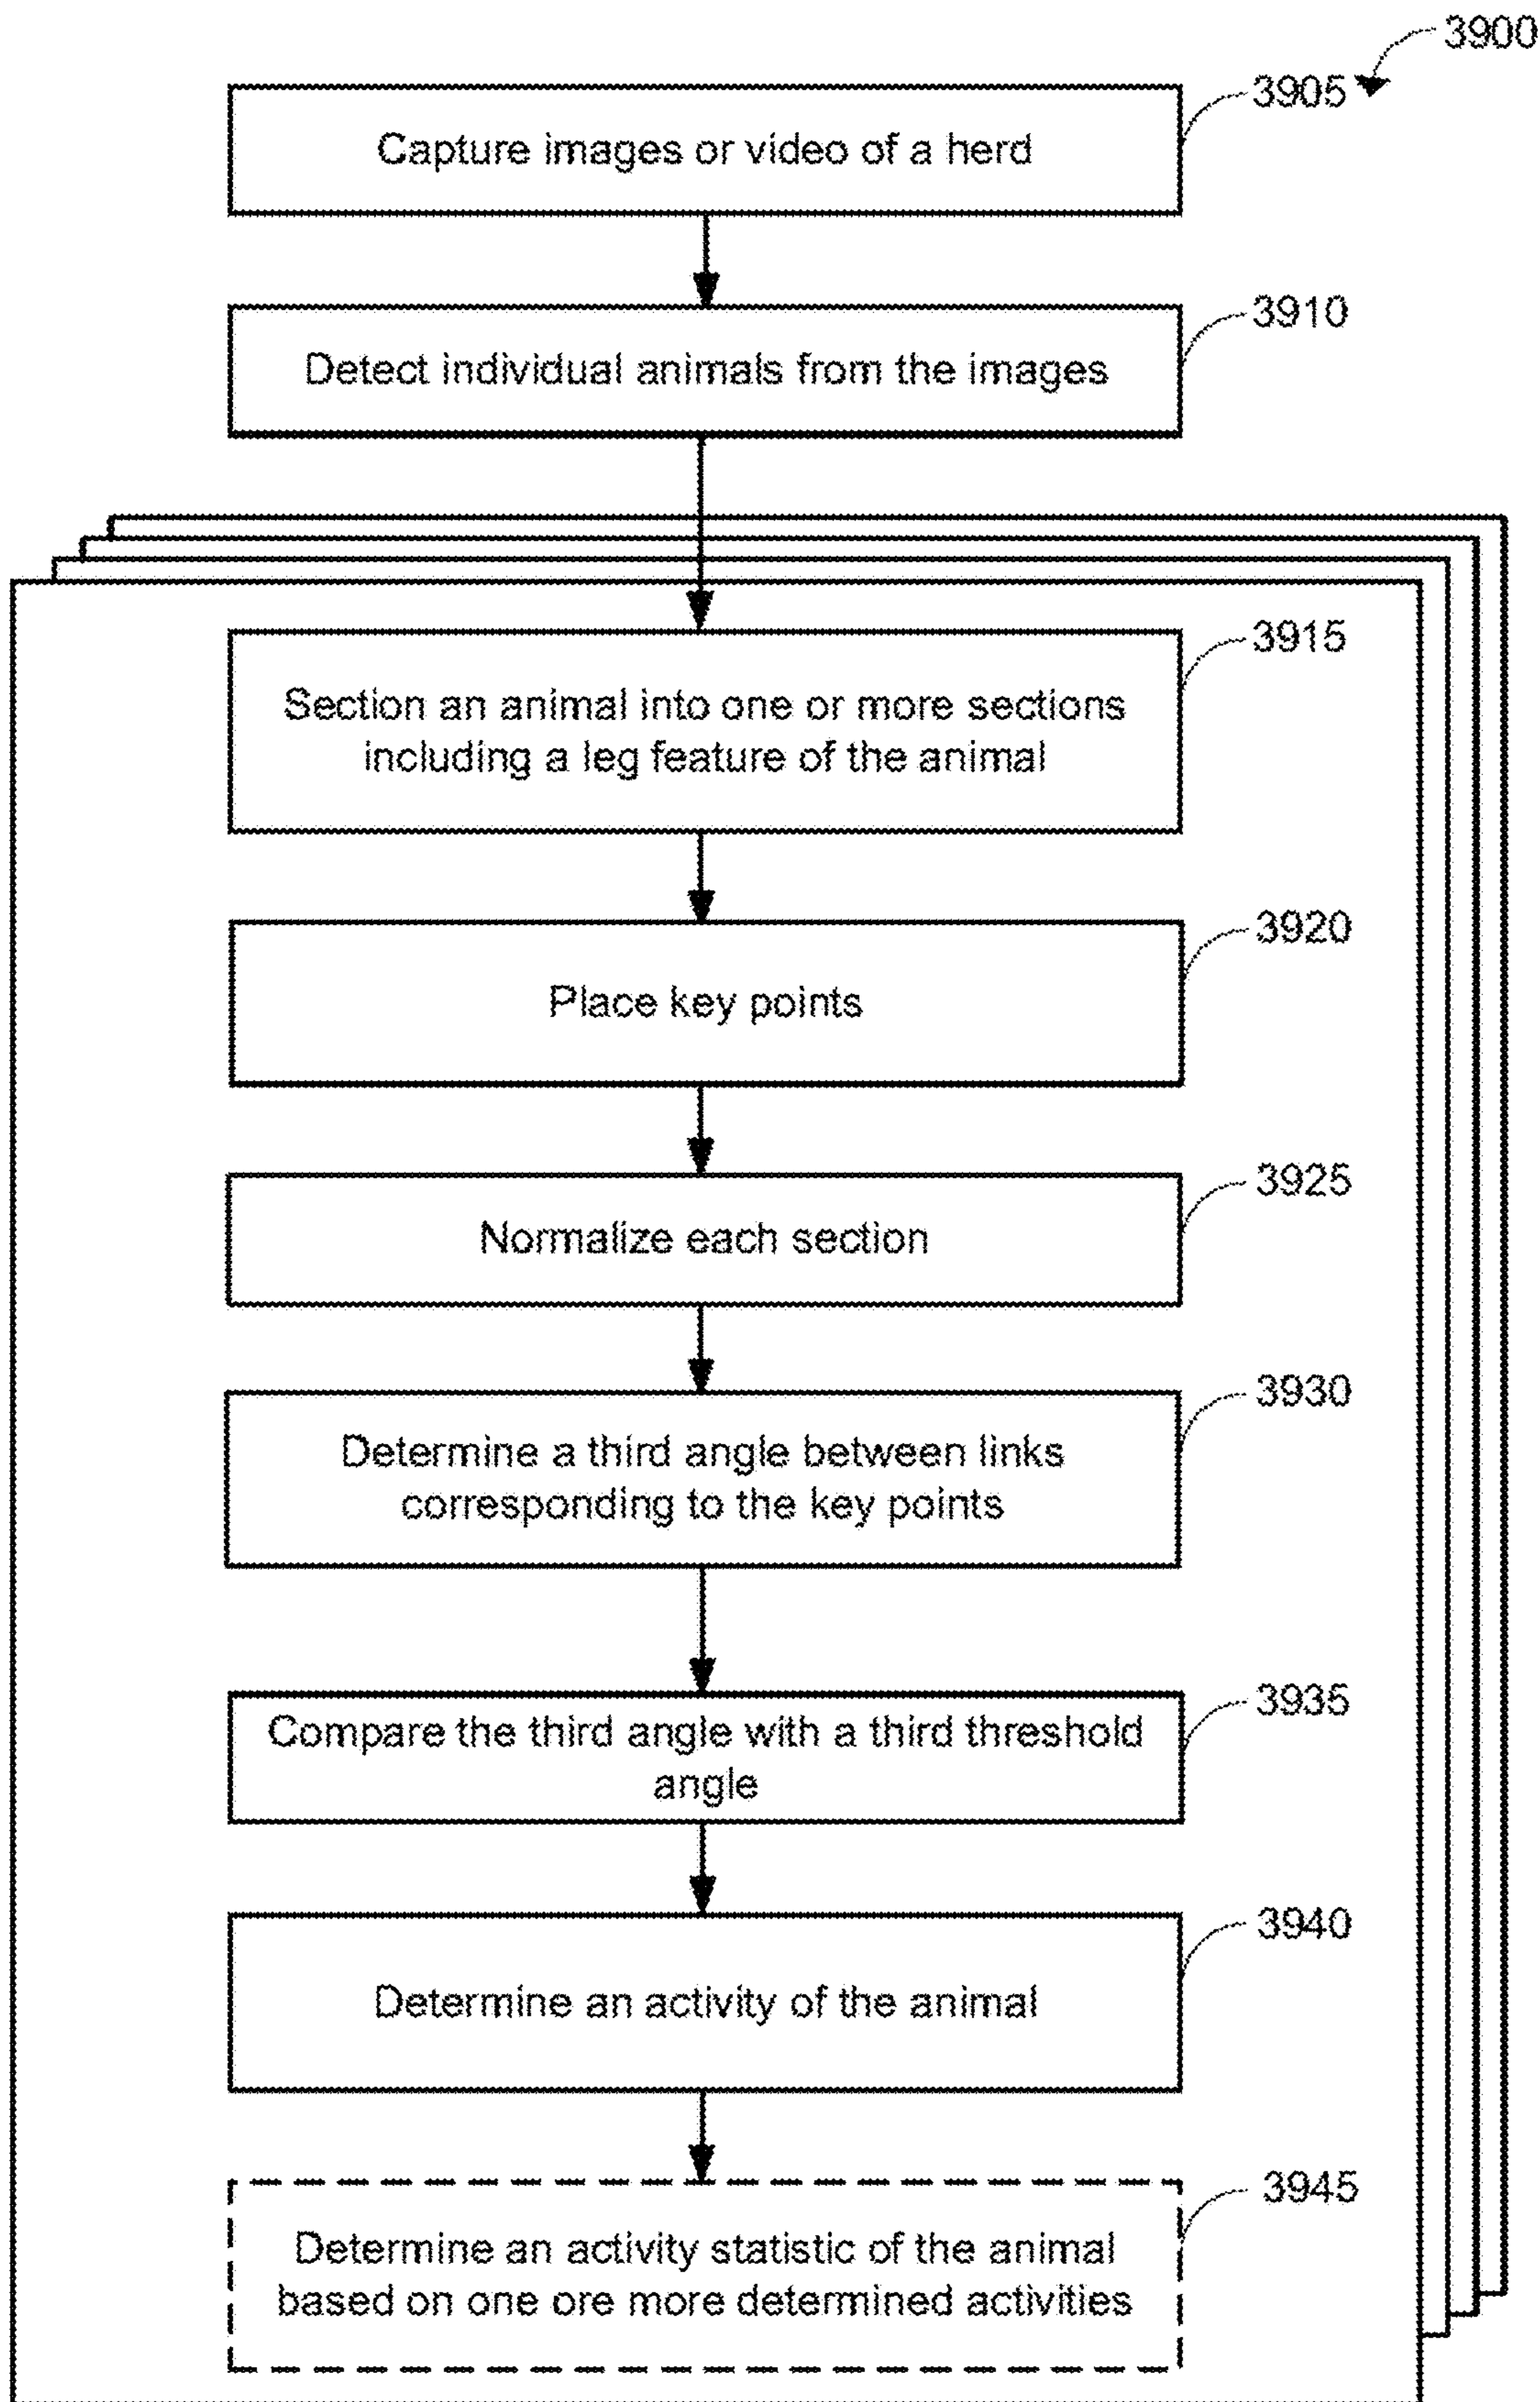 3900
3905
Capture images or video of a herd
3910
Detect individual animals from the images
3915
Section an animal into one or more sections
including a leg feature of the animal
3920
Place key points
3925
Normalize each section
3930
Determine a third angle between links
corresponding to the key points
3935
Compare the third angle with a third threshold
angle
3940
Determine an activity of the animal
3945
Determine an activity statistic of the animal
based on one ore more determined activities